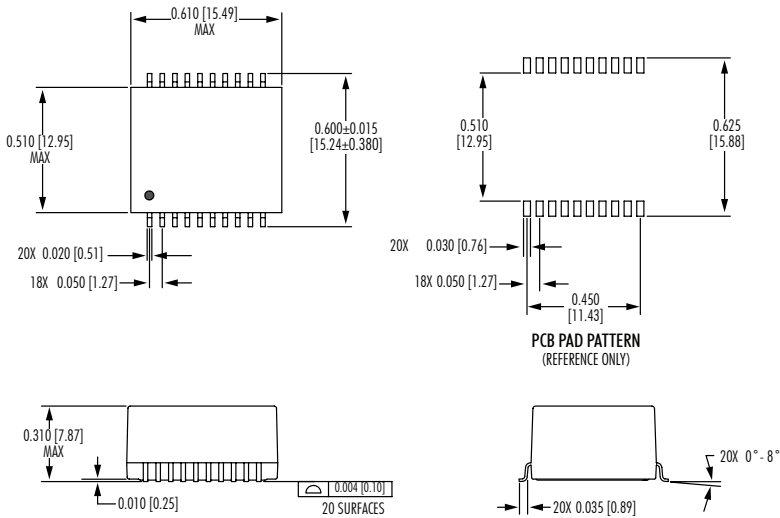 0.610 [15.49]
MAX
0.510 [12.95]
MAX
0.600±0.015
[15.24±0.380]
20X 0.020 [0.51]
18X 0.050 [1.27]
0.510
[12.95]
0.625
[15.88]
20X 0.030 [0.76]
18X 0.050 [1.27]
0.450
[11.43]
PCB PAD PATTERN
(REFERENCE ONLY)
0.310 [7.87]
MAX
0.010 [0.25]
0.004 [0.10]
20 SURFACES
20X 0.035 [0.89]
20X 0°- 8°